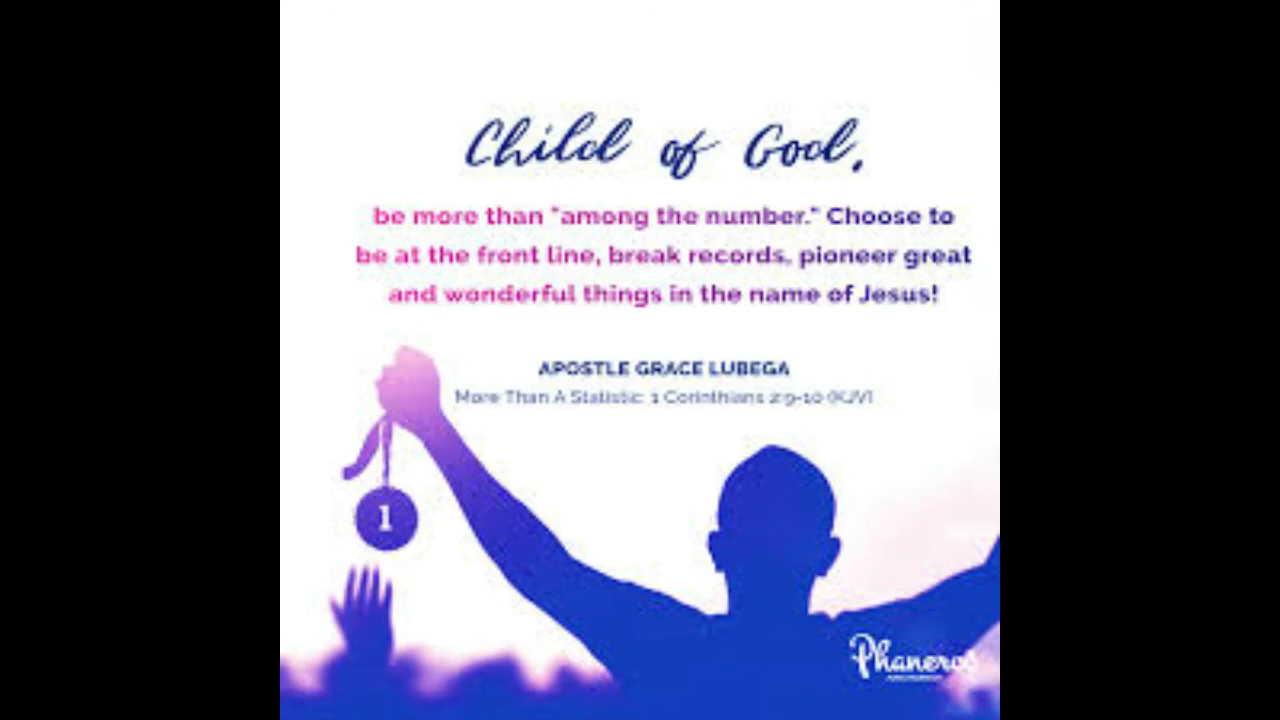 Child of God,
be more than "among the number." Choose to
be at the front line, break records, pioneer great
and wonderful things in the name of Jesus!
APOSTLE GRACE LUBEGA
More Than A Statistic: 1 Corinthians 2:9-10 (KJV)
1
Phaneroo